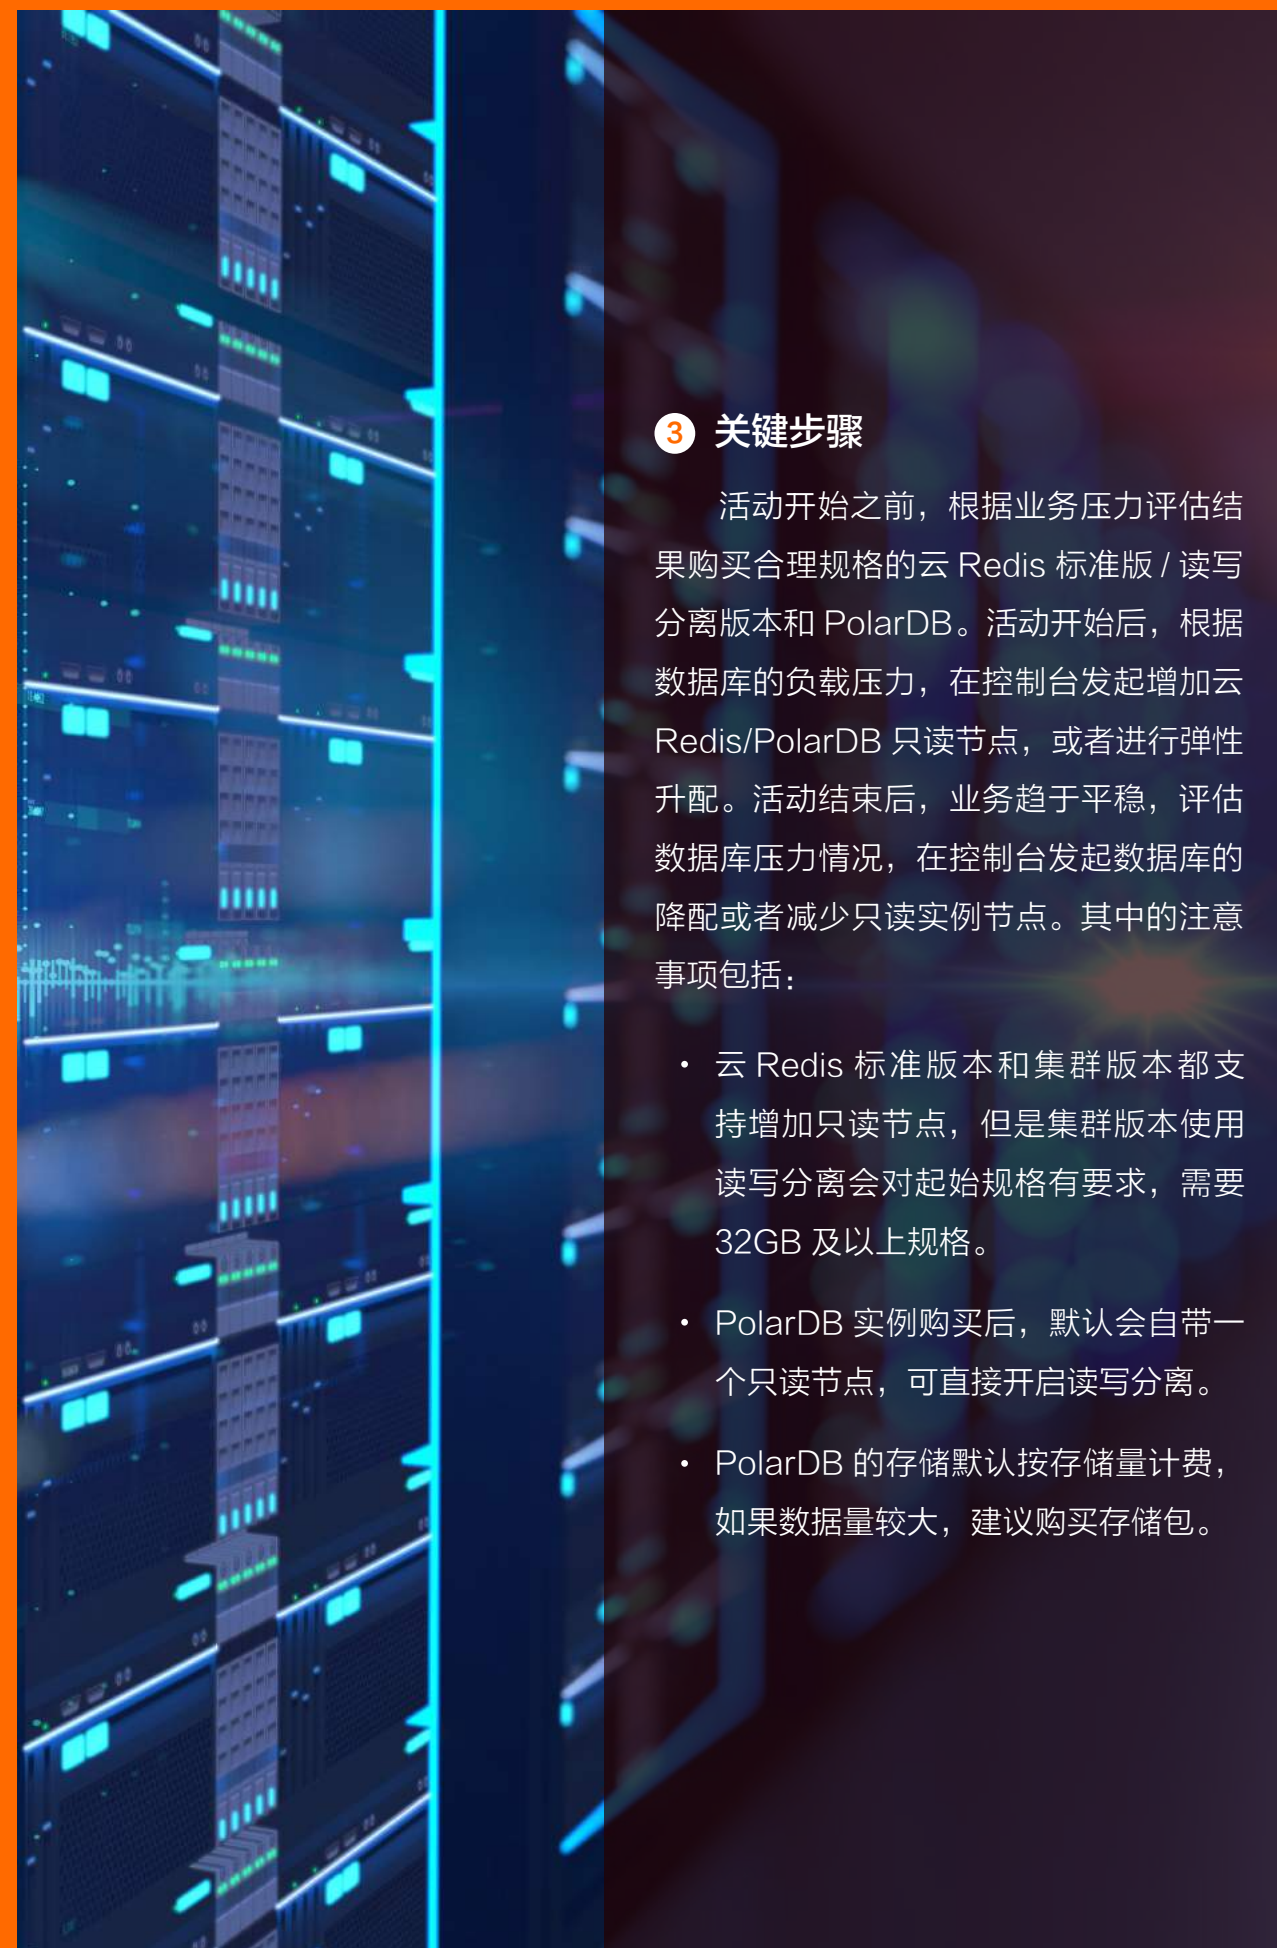 3 关键步骤
活动开始之前，根据业务压力评估结
果购买合理规格的云 Redis 标准版 / 读写
分离版本和 PolarDB。活动开始后，根据
数据库的负载压力，在控制台发起增加云
Redis/PolarDB 只读节点，或者进行弹性
升配。活动结束后，业务趋于平稳，评估
数据库压力情况，在控制台发起数据库的
降配或者减少只读实例节点。其中的注意
事项包括：
• 云 Redis 标准版本和集群版本都支
持增加只读节点，但是集群版本使用
读写分离会对起始规格有要求，需要
32GB 及以上规格。
• PolarDB 实例购买后，默认会自带一
个只读节点，可直接开启读写分离。
• PolarDB 的存储默认按存储量计费，
如果数据量较大，建议购买存储包。